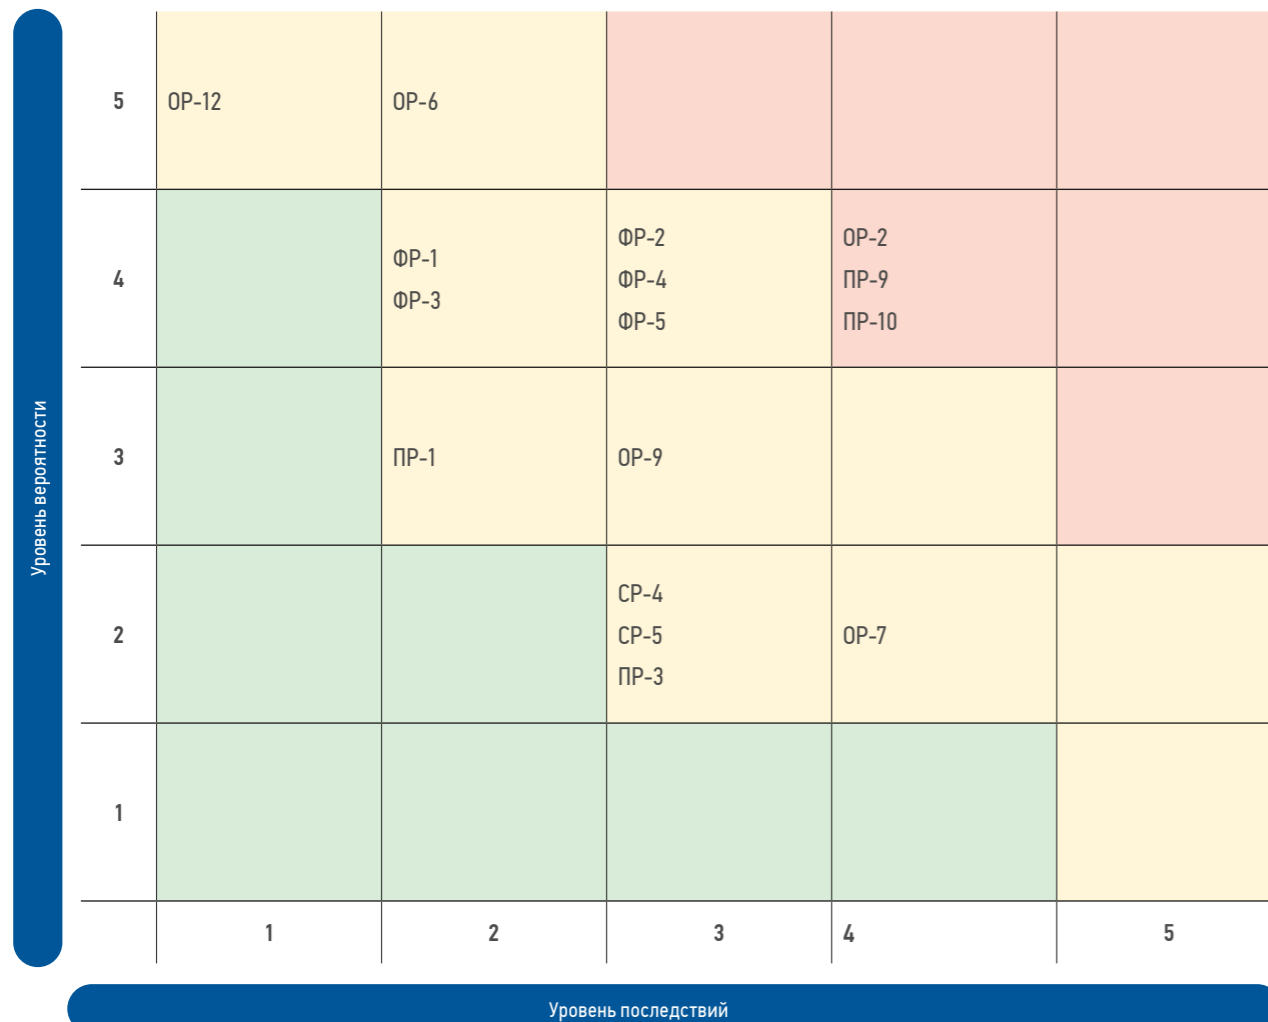 Уровень вероятности
5
ОР-12
ОР-6
4
ФР-1
ФР-3
ФР-2
ФР-4
ФР-5
ОР-2
ПР-9
ПР-10
3
ПР-1
ОР-9
2
СР-4
СР-5
ПР-3
ОР-7
1
1
2
3
4
5
Уровень последствий